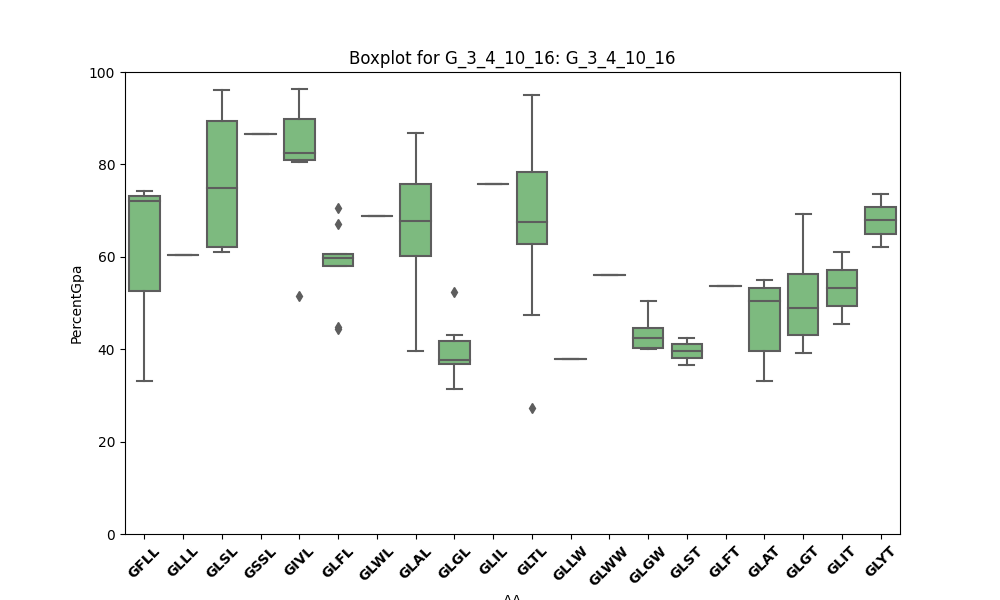 Boxplot for G_3_4_10_16: G_3_4_10_16
PercentGpa
100
80
60
40
20
0
GFLL GLLL GLSL GSSL GIVL GLFL GLWL GLAL GLGL GLIL GLTL GLLW GLWW GLGW GLST GLFT GLAT GLGT GLIT GLYT
AA